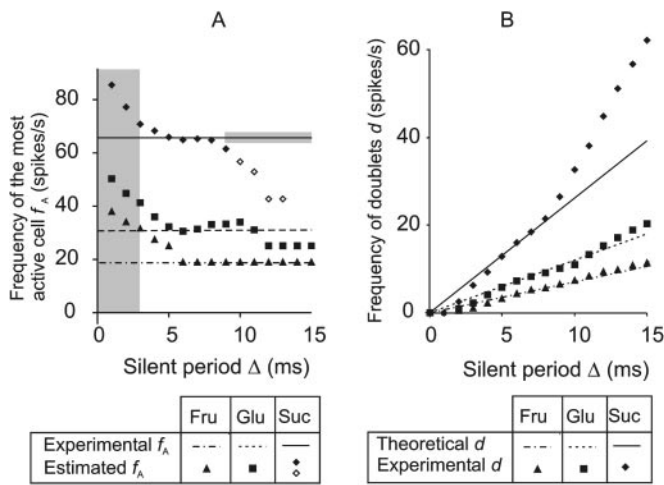 A
Frequency of the most
active cell fA (spikes/s)
80
60
40
20
0
0 5 10 15
Silent period Δ (ms)
Fru Glu Suc
Experimental fA
Estimated fA
B
Frequency of doublets d (spikes/s)
60
40
20
0
0 5 10 15
Silent period Δ (ms)
Fru Glu Suc
Theoretical d
Experimental d